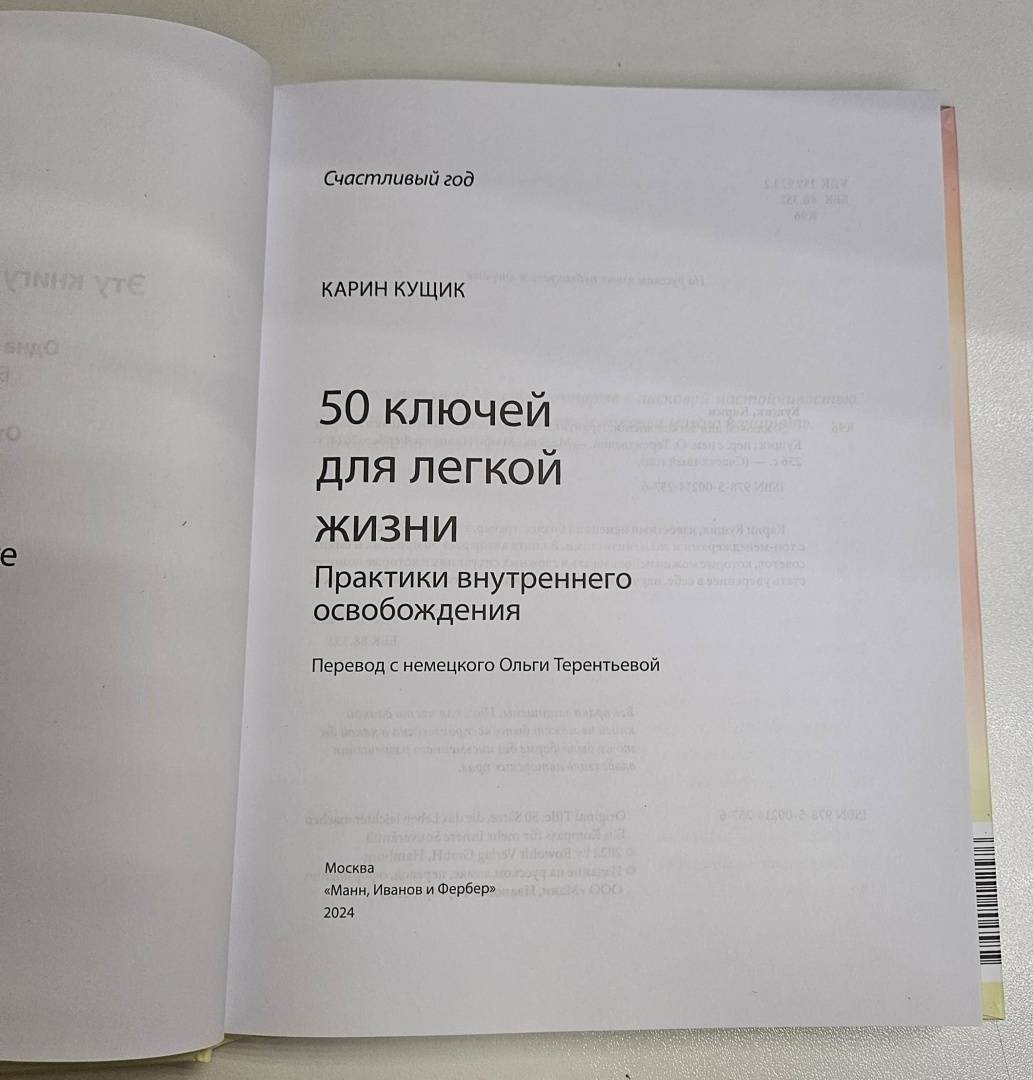 Счастливый год
КАРИН КУЩИК
50 ключей
для легкой
жизни
Практики внутреннего
освобождения
Перевод с немецкого Ольги Терентьевой
Москва
«Манн, Иванов и Фербер»
2024